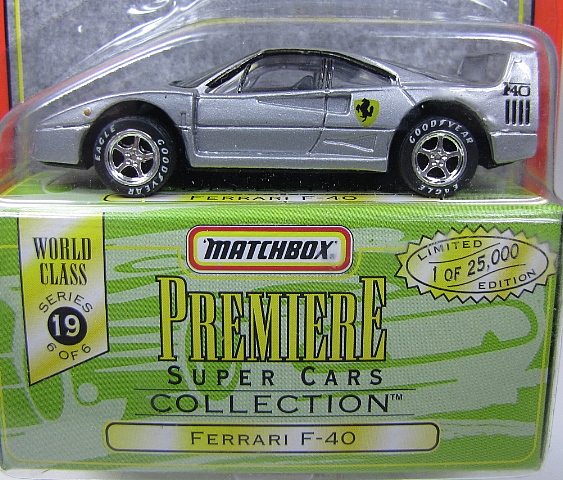 F40
EAGLE
GOODYEAR
GOODYEAR
EAGLE
FERRARI F-40
WORLD
CLASS
SERIES
19
6 OF 6
MATCHBOX®
PREMIERE
SUPER CARS
COLLECTION™
FERRARI F-40
LIMITED
1 OF 25,000
EDITION